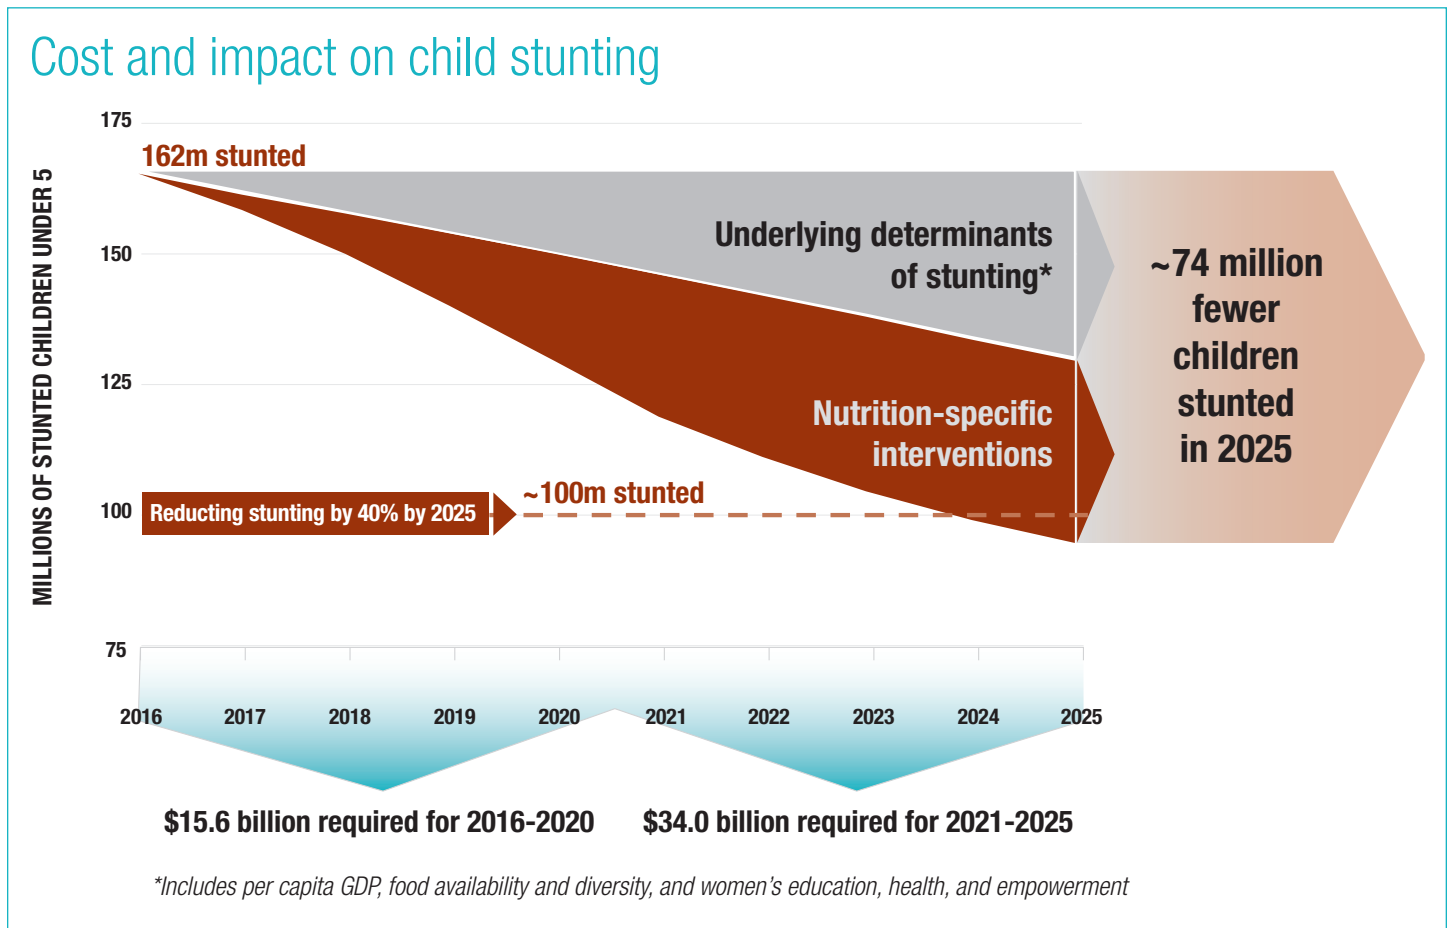 Cost and impact on child stunting
MILLIONS OF STUNTED CHILDREN UNDER 5
175
150
125
100
75
162m stunted
Underlying determinants
of stunting*
Nutrition-specific
interventions
~74 million
fewer
children
stunted
in 2025
Reducting stunting by 40% by 2025
~100m stunted
2016 2017 2018 2019 2020 2021 2022 2023 2024 2025
$15.6 billion required for 2016-2020
$34.0 billion required for 2021-2025
*Includes per capita GDP, food availability and diversity, and women’s education, health, and empowerment